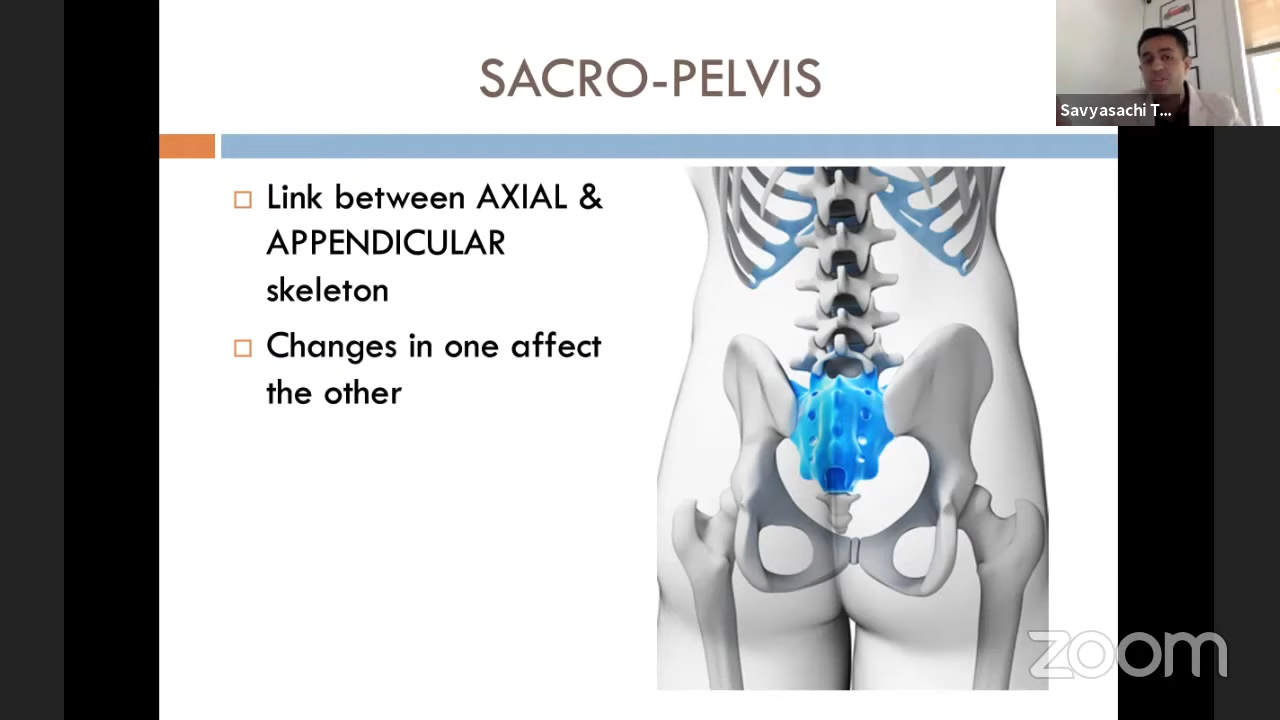 SACRO-PELVIS
Savyasachi T...
Link between AXIAL &
APPENDICULAR
skeleton
Changes in one affect
the other
zoom